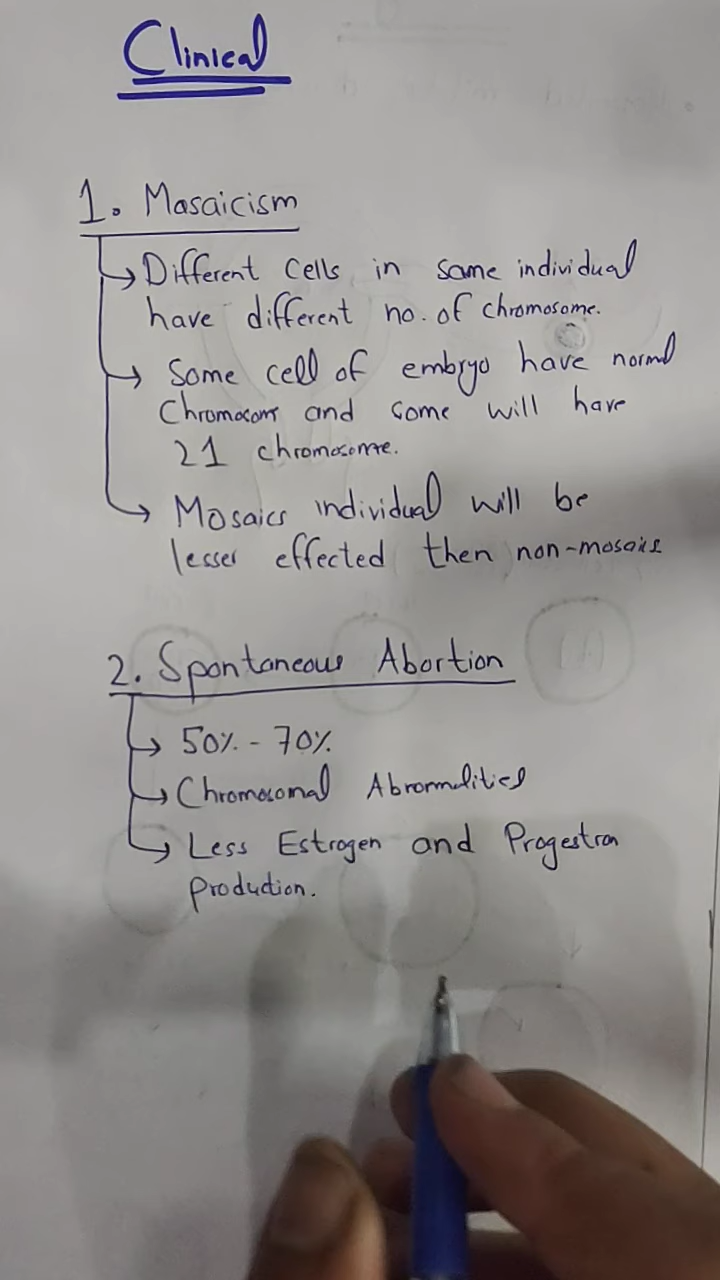 Clinical
1. Masaicism
Different Cells in same individual
have different no. of chromosome.
Some cell of embryo have normal
Chromosoms and some will have
21 chromosome.
Mosaics individual will be
lesser effected then non-mosaic
2. Spontaneous Abortion
50% - 70%
Chromosomal Abnormalities
Less Estrogen and Progestron
production.